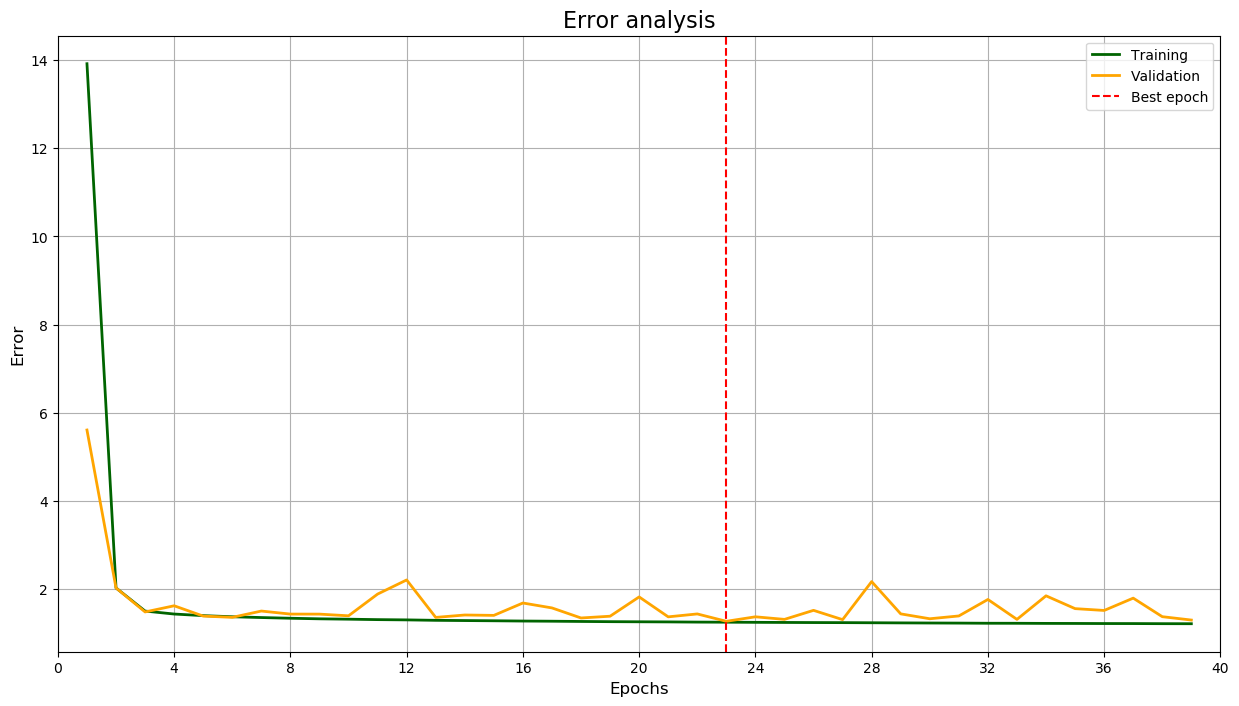 Error analysis
Training
Validation
Best epoch
Error
14
12
10
8
6
4
2
0 4 8 12 16 20 24 28 32 36 40
Epochs